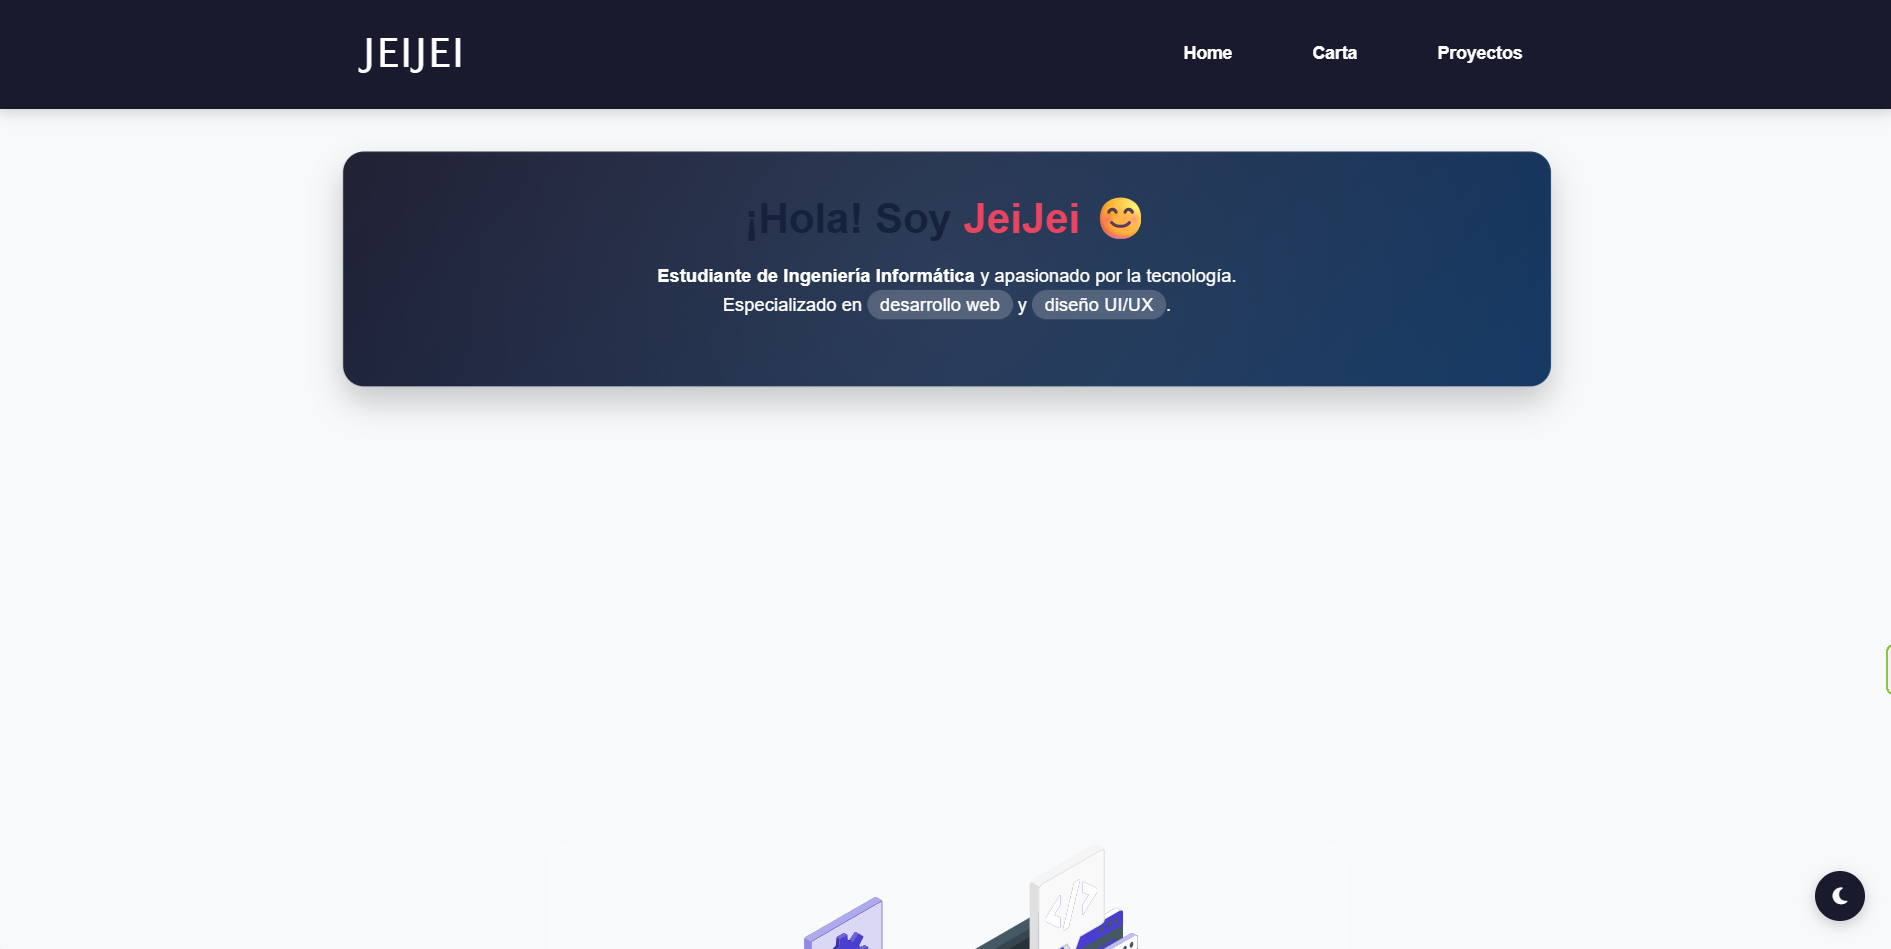 JEIJEI
Home
Carta
Proyectos
¡Hola! Soy JeiJei 😊
Estudiante de Ingeniería Informática y apasionado por la tecnología.
Especializado en desarrollo web y diseño UI/UX.
<//>